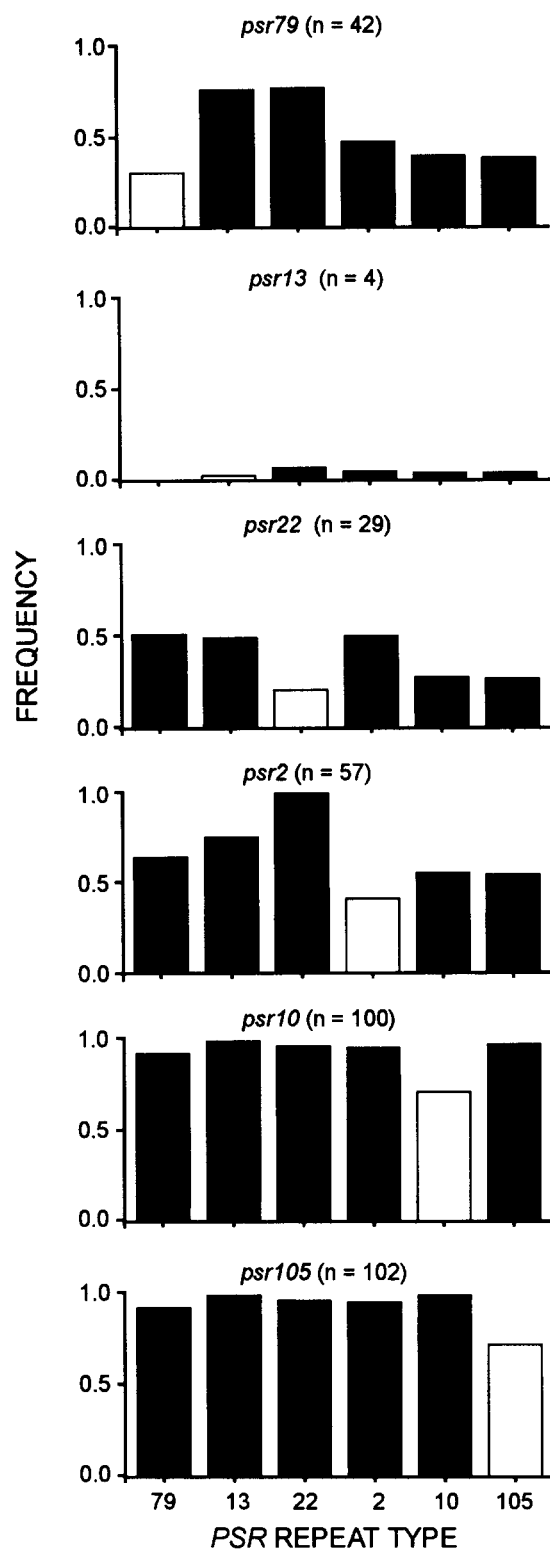 psr79 (n = 42)
1.0
0.5
0.0
psr13 (n = 4)
1.0
0.5
0.0
psr22 (n = 29)
1.0
0.5
0.0
FREQUENCY
psr2 (n = 57)
1.0
0.5
0.0
psr10 (n = 100)
1.0
0.5
0.0
psr105 (n = 102)
1.0
0.5
0.0
79 13 22 2 10 105
PSR REPEAT TYPE